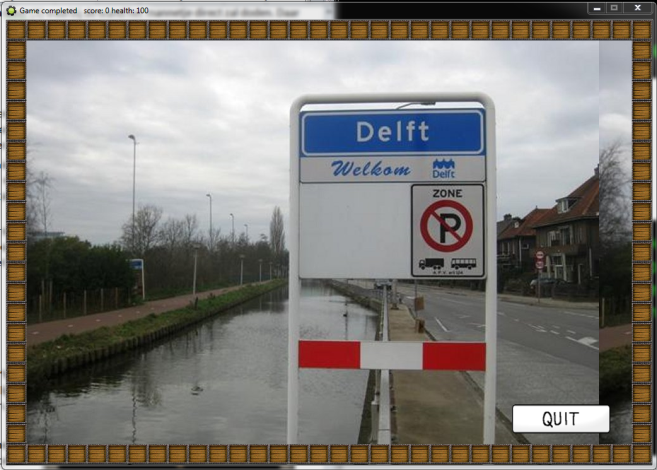 Game completed   score: 0 health: 100
Delft
Welkom
Delft
ZONE
P
QUIT